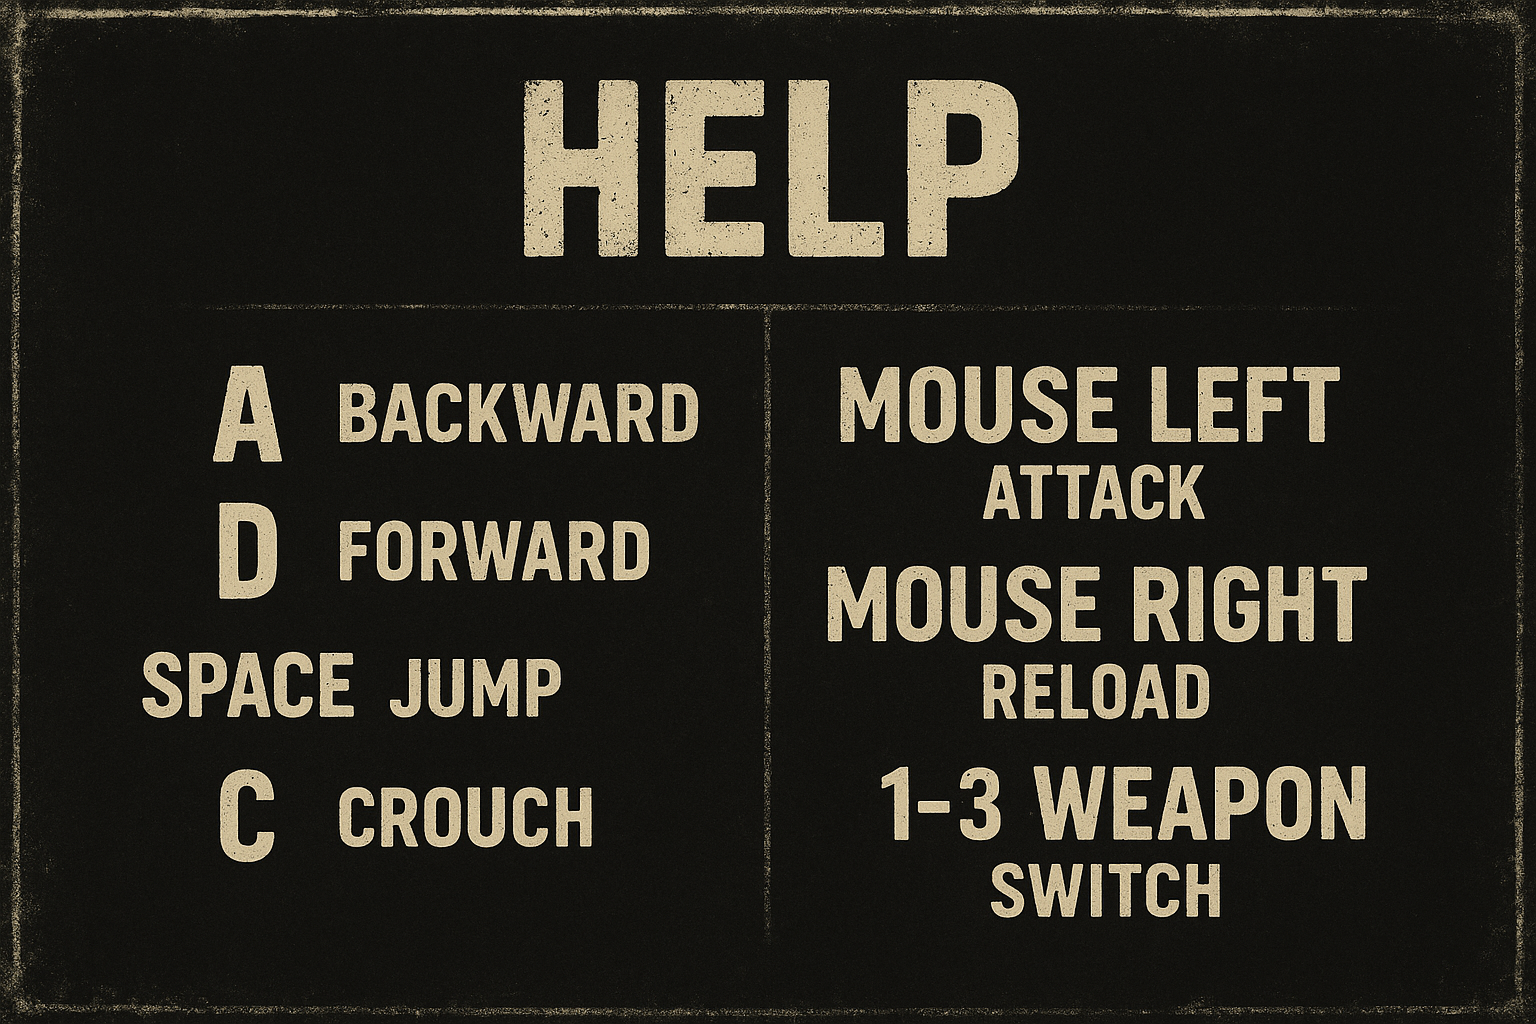 HELP
A BACKWARD
D FORWARD
SPACE JUMP
C CROUCH
MOUSE LEFT
ATTACK
MOUSE RIGHT
RELOAD
1-3 WEAPON
SWITCH